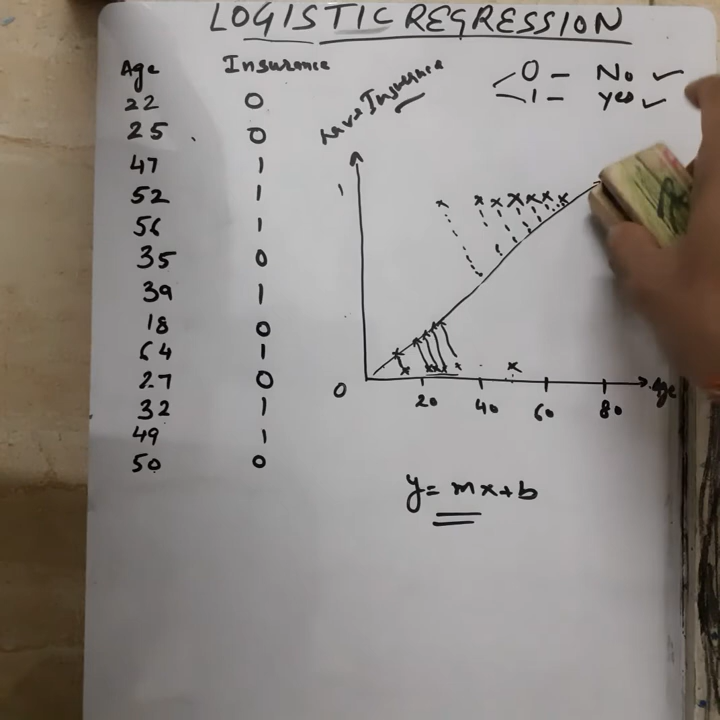 LOGISTIC REGRESSION
Age Insurance
22 0
25 0
47 1
52 1
56 1
35 0
39 1
18 0
64 1
27 0
32 1
49 1
50 0
0 - No
1 - Yes
Have Insurance
1
0
20 40 60 80 Age
y = mx+b